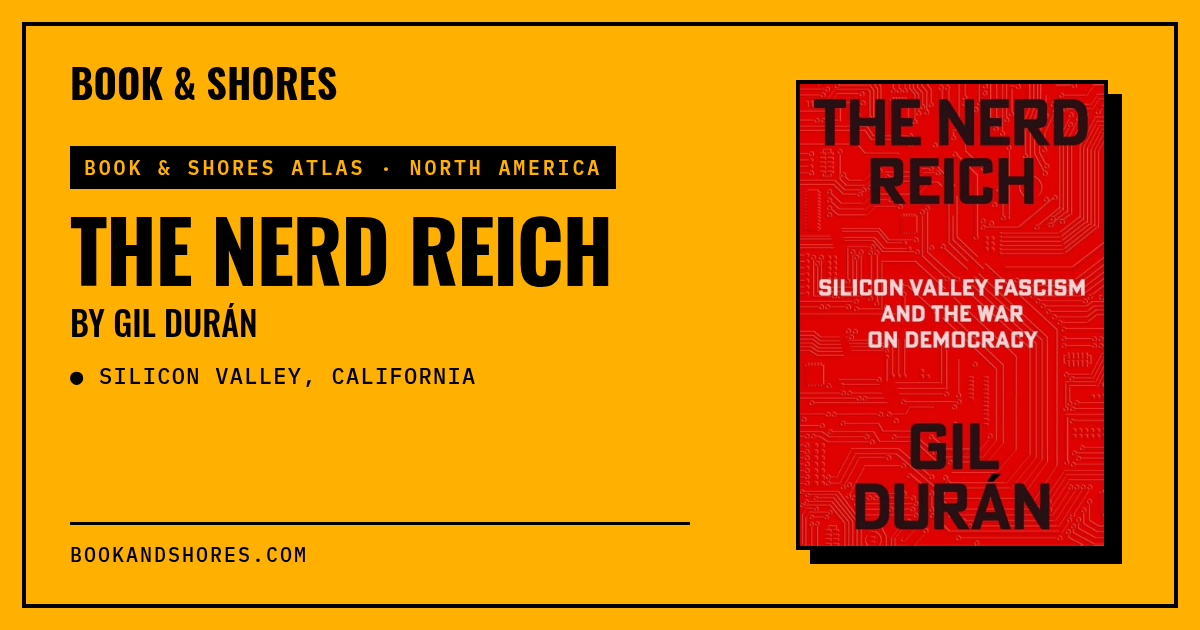 BOOK & SHORES
BOOK & SHORES ATLAS · NORTH AMERICA
THE NERD REICH
BY GIL DURÁN
SILICON VALLEY, CALIFORNIA
BOOKANDSHORES.COM
THE NERD
REICH
SILICON VALLEY FASCISM
AND THE WAR
ON DEMOCRACY
GIL
DURÁN